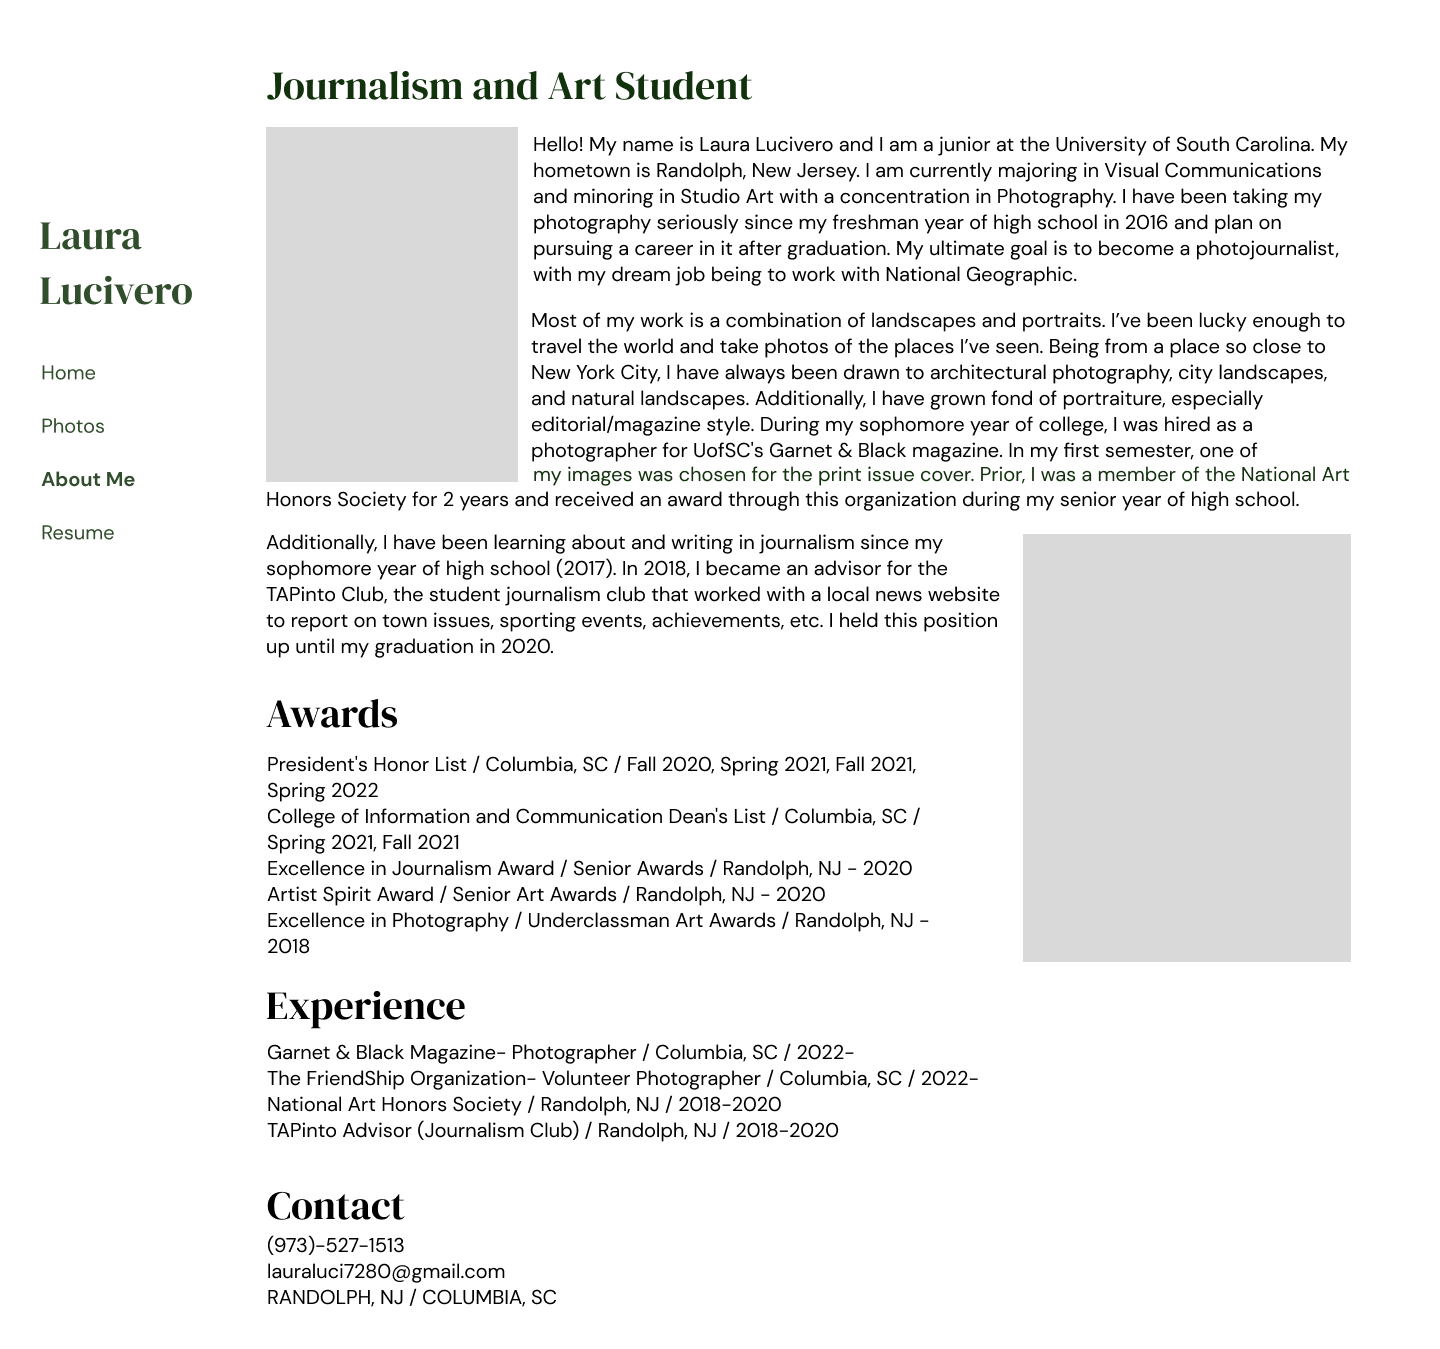 Laura
Lucivero
Home
Photos
About Me
Resume
Journalism and Art Student
Hello! My name is Laura Lucivero and I am a junior at the University of South Carolina. My
hometown is Randolph, New Jersey. I am currently majoring in Visual Communications
and minoring in Studio Art with a concentration in Photography. I have been taking my
photography seriously since my freshman year of high school in 2016 and plan on
pursuing a career in it after graduation. My ultimate goal is to become a photojournalist,
with my dream job being to work with National Geographic.
Most of my work is a combination of landscapes and portraits. I’ve been lucky enough to
travel the world and take photos of the places I’ve seen. Being from a place so close to
New York City, I have always been drawn to architectural photography, city landscapes,
and natural landscapes. Additionally, I have grown fond of portraiture, especially
editorial/magazine style. During my sophomore year of college, I was hired as a
photographer for UofSC's Garnet & Black magazine. In my first semester, one of
my images was chosen for the print issue cover. Prior, I was a member of the National Art
Honors Society for 2 years and received an award through this organization during my senior year of high school.
Additionally, I have been learning about and writing in journalism since my
sophomore year of high school (2017). In 2018, I became an advisor for the
TAPinto Club, the student journalism club that worked with a local news website
to report on town issues, sporting events, achievements, etc. I held this position
up until my graduation in 2020.
Awards
President's Honor List / Columbia, SC / Fall 2020, Spring 2021, Fall 2021,
Spring 2022
College of Information and Communication Dean's List / Columbia, SC /
Spring 2021, Fall 2021
Excellence in Journalism Award / Senior Awards / Randolph, NJ - 2020
Artist Spirit Award / Senior Art Awards / Randolph, NJ - 2020
Excellence in Photography / Underclassman Art Awards / Randolph, NJ -
2018
Experience
Garnet & Black Magazine- Photographer / Columbia, SC / 2022-
The FriendShip Organization- Volunteer Photographer / Columbia, SC / 2022-
National Art Honors Society / Randolph, NJ / 2018-2020
TAPinto Advisor (Journalism Club) / Randolph, NJ / 2018-2020
Contact
(973)-527-1513
lauraluci7280@gmail.com
RANDOLPH, NJ / COLUMBIA, SC